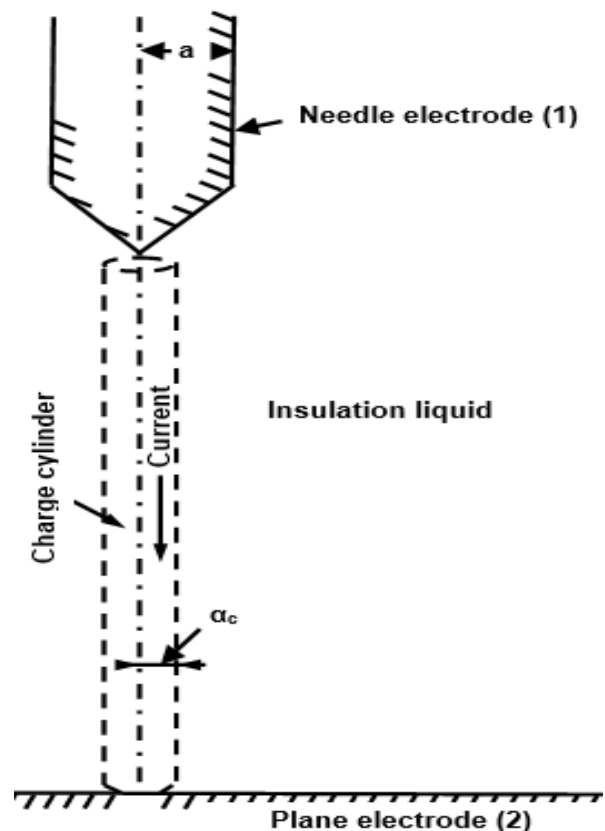 a
Needle electrode (1)
Insulation liquid
Charge cylinder
Current
αc
Plane electrode (2)